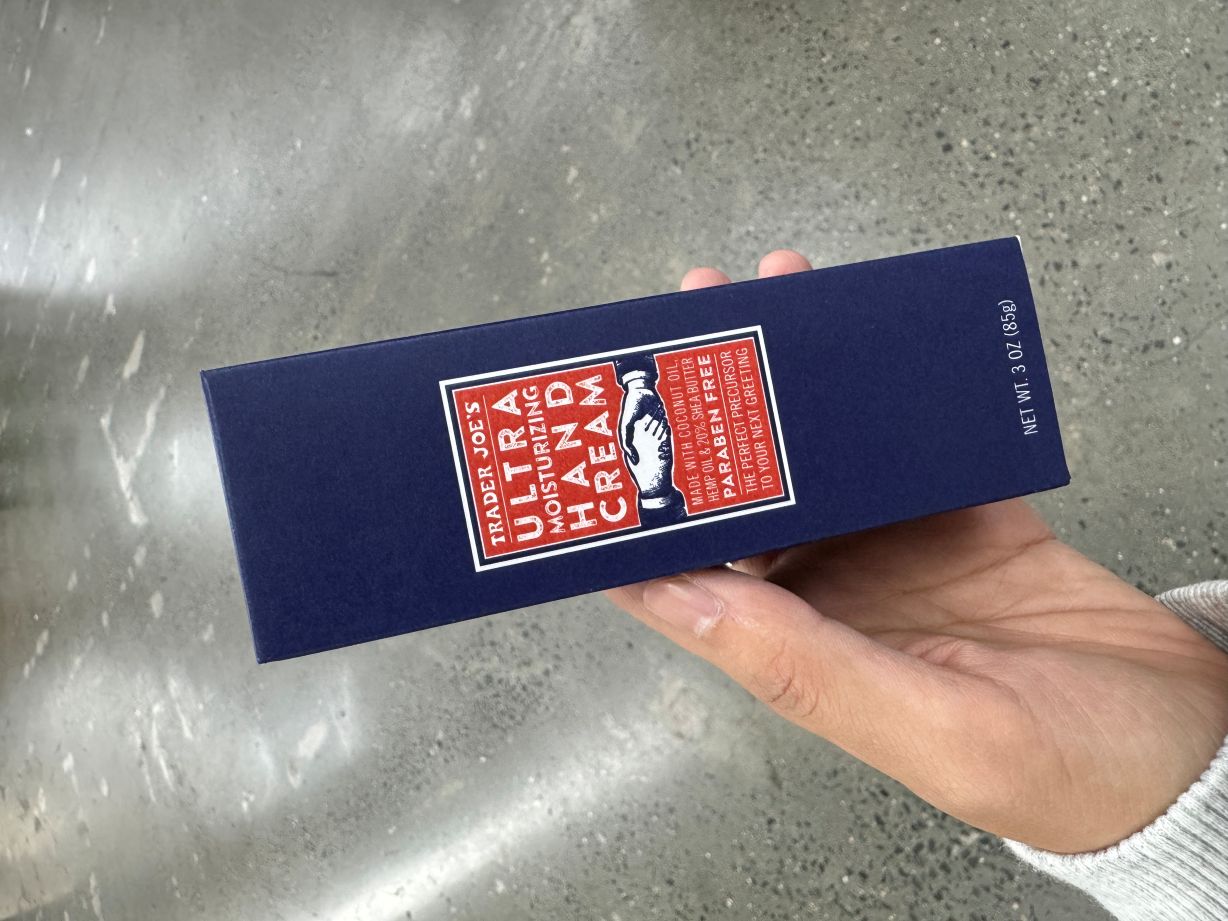 TRADER JOE'S
ULTRA
MOISTURIZING
HAND
CREAM
MADE WITH COCONUT OIL,
HEMP OIL & 20% SHEA BUTTER
PARABEN FREE
THE PERFECT PRECURSOR
TO YOUR NEXT GREETING
NET WT. 3 OZ (85g)